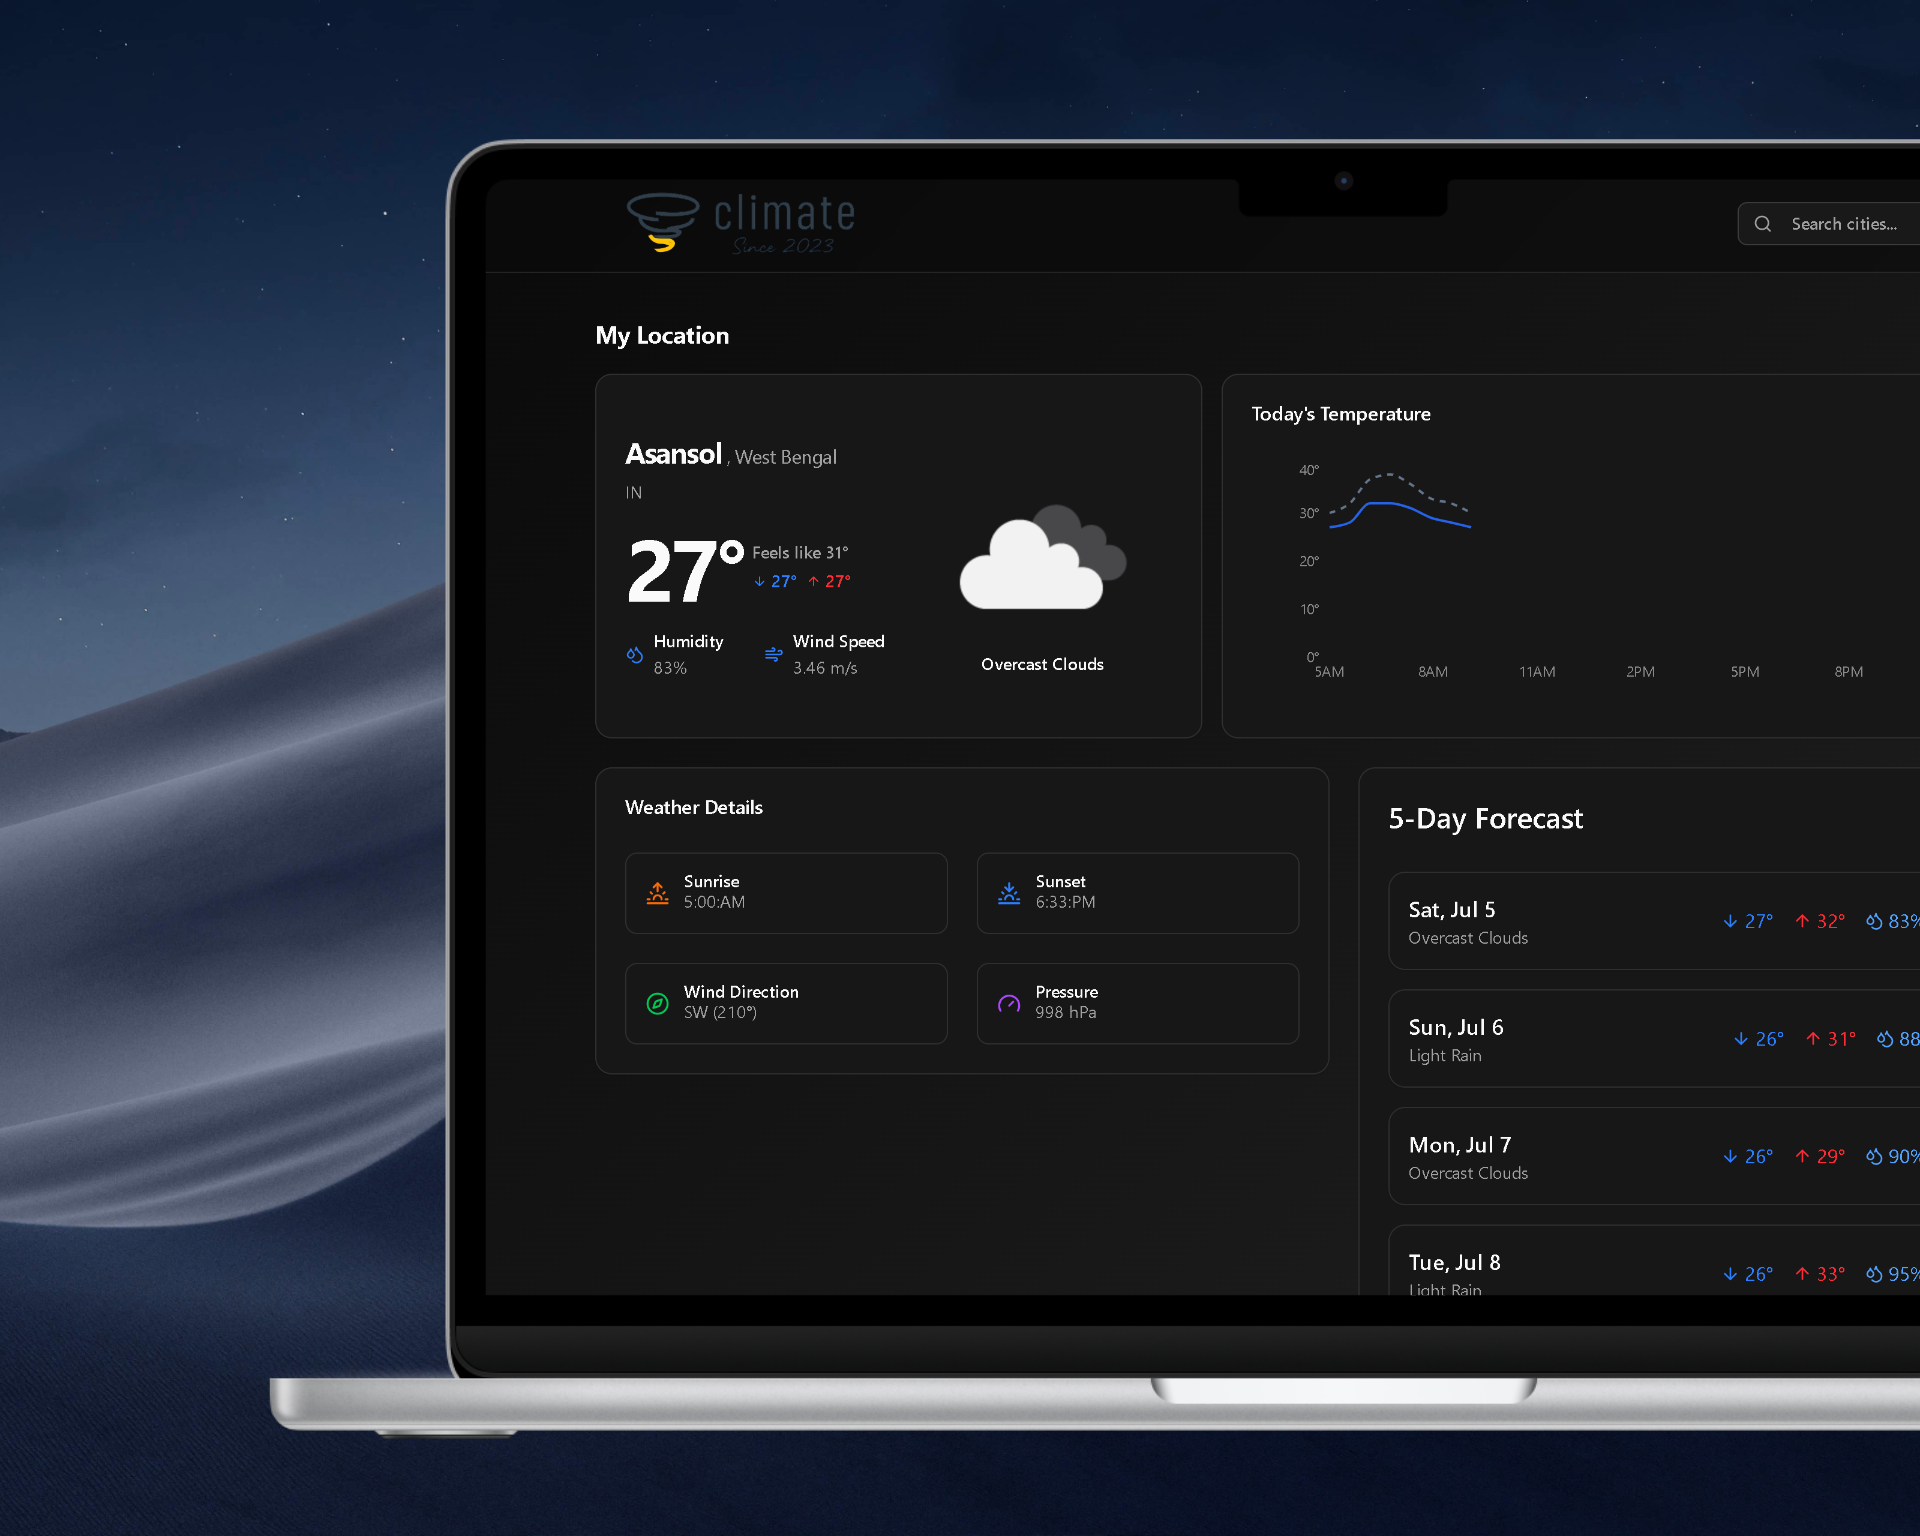 climate
Since 2023
Search cities...
My Location
Asansol , West Bengal
IN
27° Feels like 31°
↓ 27° ↑ 27°
Humidity
83%
Wind Speed
3.46 m/s
Overcast Clouds
Today's Temperature
40°
30°
20°
10°
0°
5AM 8AM 11AM 2PM 5PM 8PM
Weather Details
Sunrise
5:00:AM
Sunset
6:33:PM
Wind Direction
SW (210°)
Pressure
998 hPa
5-Day Forecast
Sat, Jul 5
Overcast Clouds
↓ 27° ↑ 32° 83%
Sun, Jul 6
Light Rain
↓ 26° ↑ 31° 88
Mon, Jul 7
Overcast Clouds
↓ 26° ↑ 29° 90%
Tue, Jul 8
Light Rain
↓ 26° ↑ 33° 95%